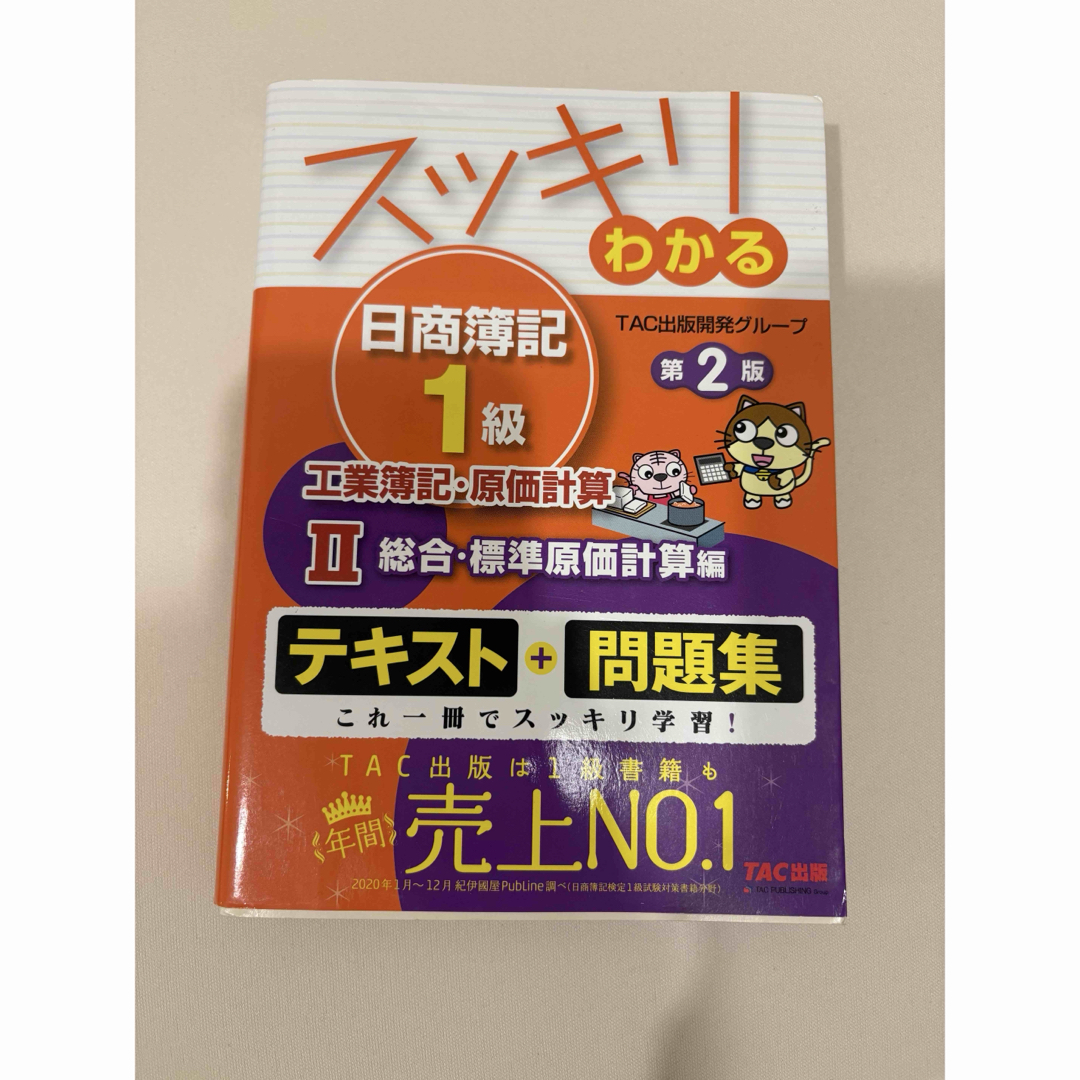 スッキリ
わかる
日商簿記
1級
TAC出版開発グループ
第2版
工業簿記・原価計算
Ⅱ 総合・標準原価計算編
テキスト+問題集
これ一冊でスッキリ学習!
TAC出版は1級書籍も
年間売上NO.1
2020年1月～12月 紀伊國屋PubLine調べ(日商簿記検定1級試験対策書籍分野)
TAC出版
TAC PUBLISHING Group